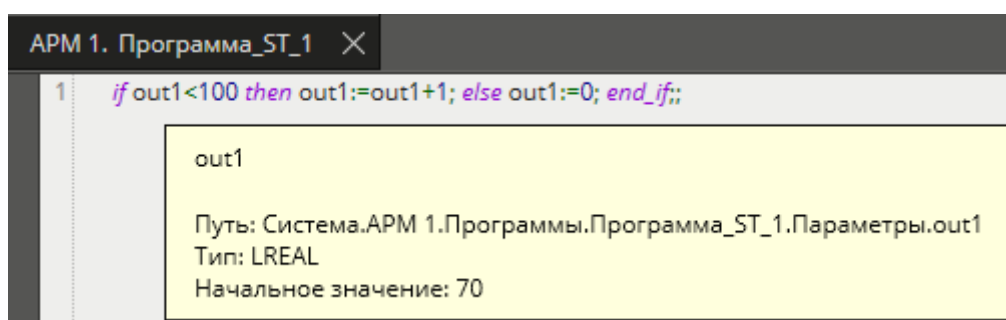 АРМ 1. Программа_ST_1
1 if out1<100 then out1:=out1+1; else out1:=0; end_if;;
out1
Путь: Система.АРМ 1.Программы.Программа_ST_1.Параметры.out1
Тип: LREAL
Начальное значение: 70